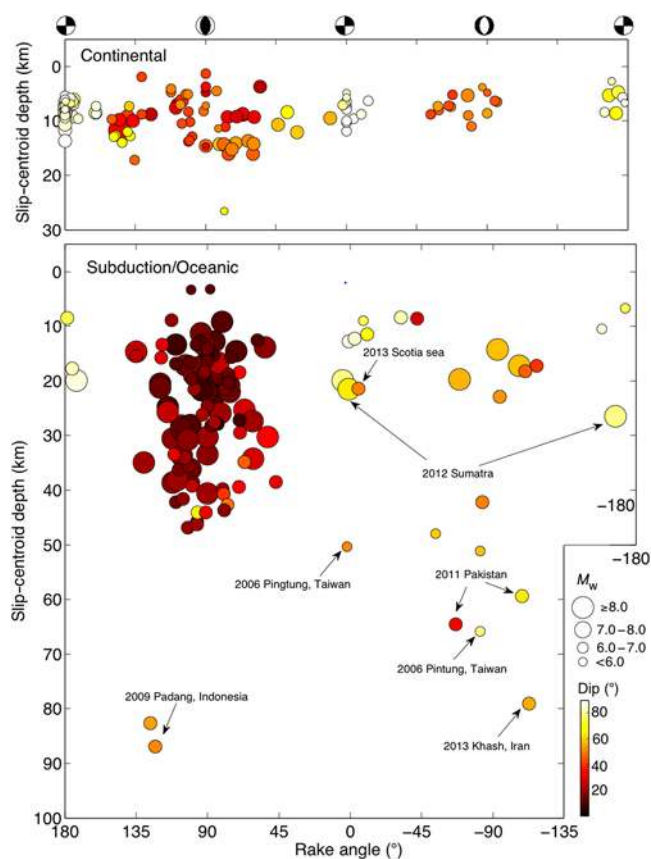 Continental
Slip-centroid depth (km)
0
5
10
20
30
Subduction/Oceanic
Slip-centroid depth (km)
0
5
10
20
30
40
50
60
70
80
90
100
2013 Scotia sea
2012 Sumatra
-180
-180
2006 Pingtung, Taiwan
2011 Pakistan
2006 Pintung, Taiwan
2009 Padang, Indonesia
2013 Khash, Iran
Mw
≥8.0
7.0–8.0
6.0–7.0
<6.0
Dip (°)
80
60
40
20
180
135
90
45
0
-45
-90
-135
Rake angle (°)